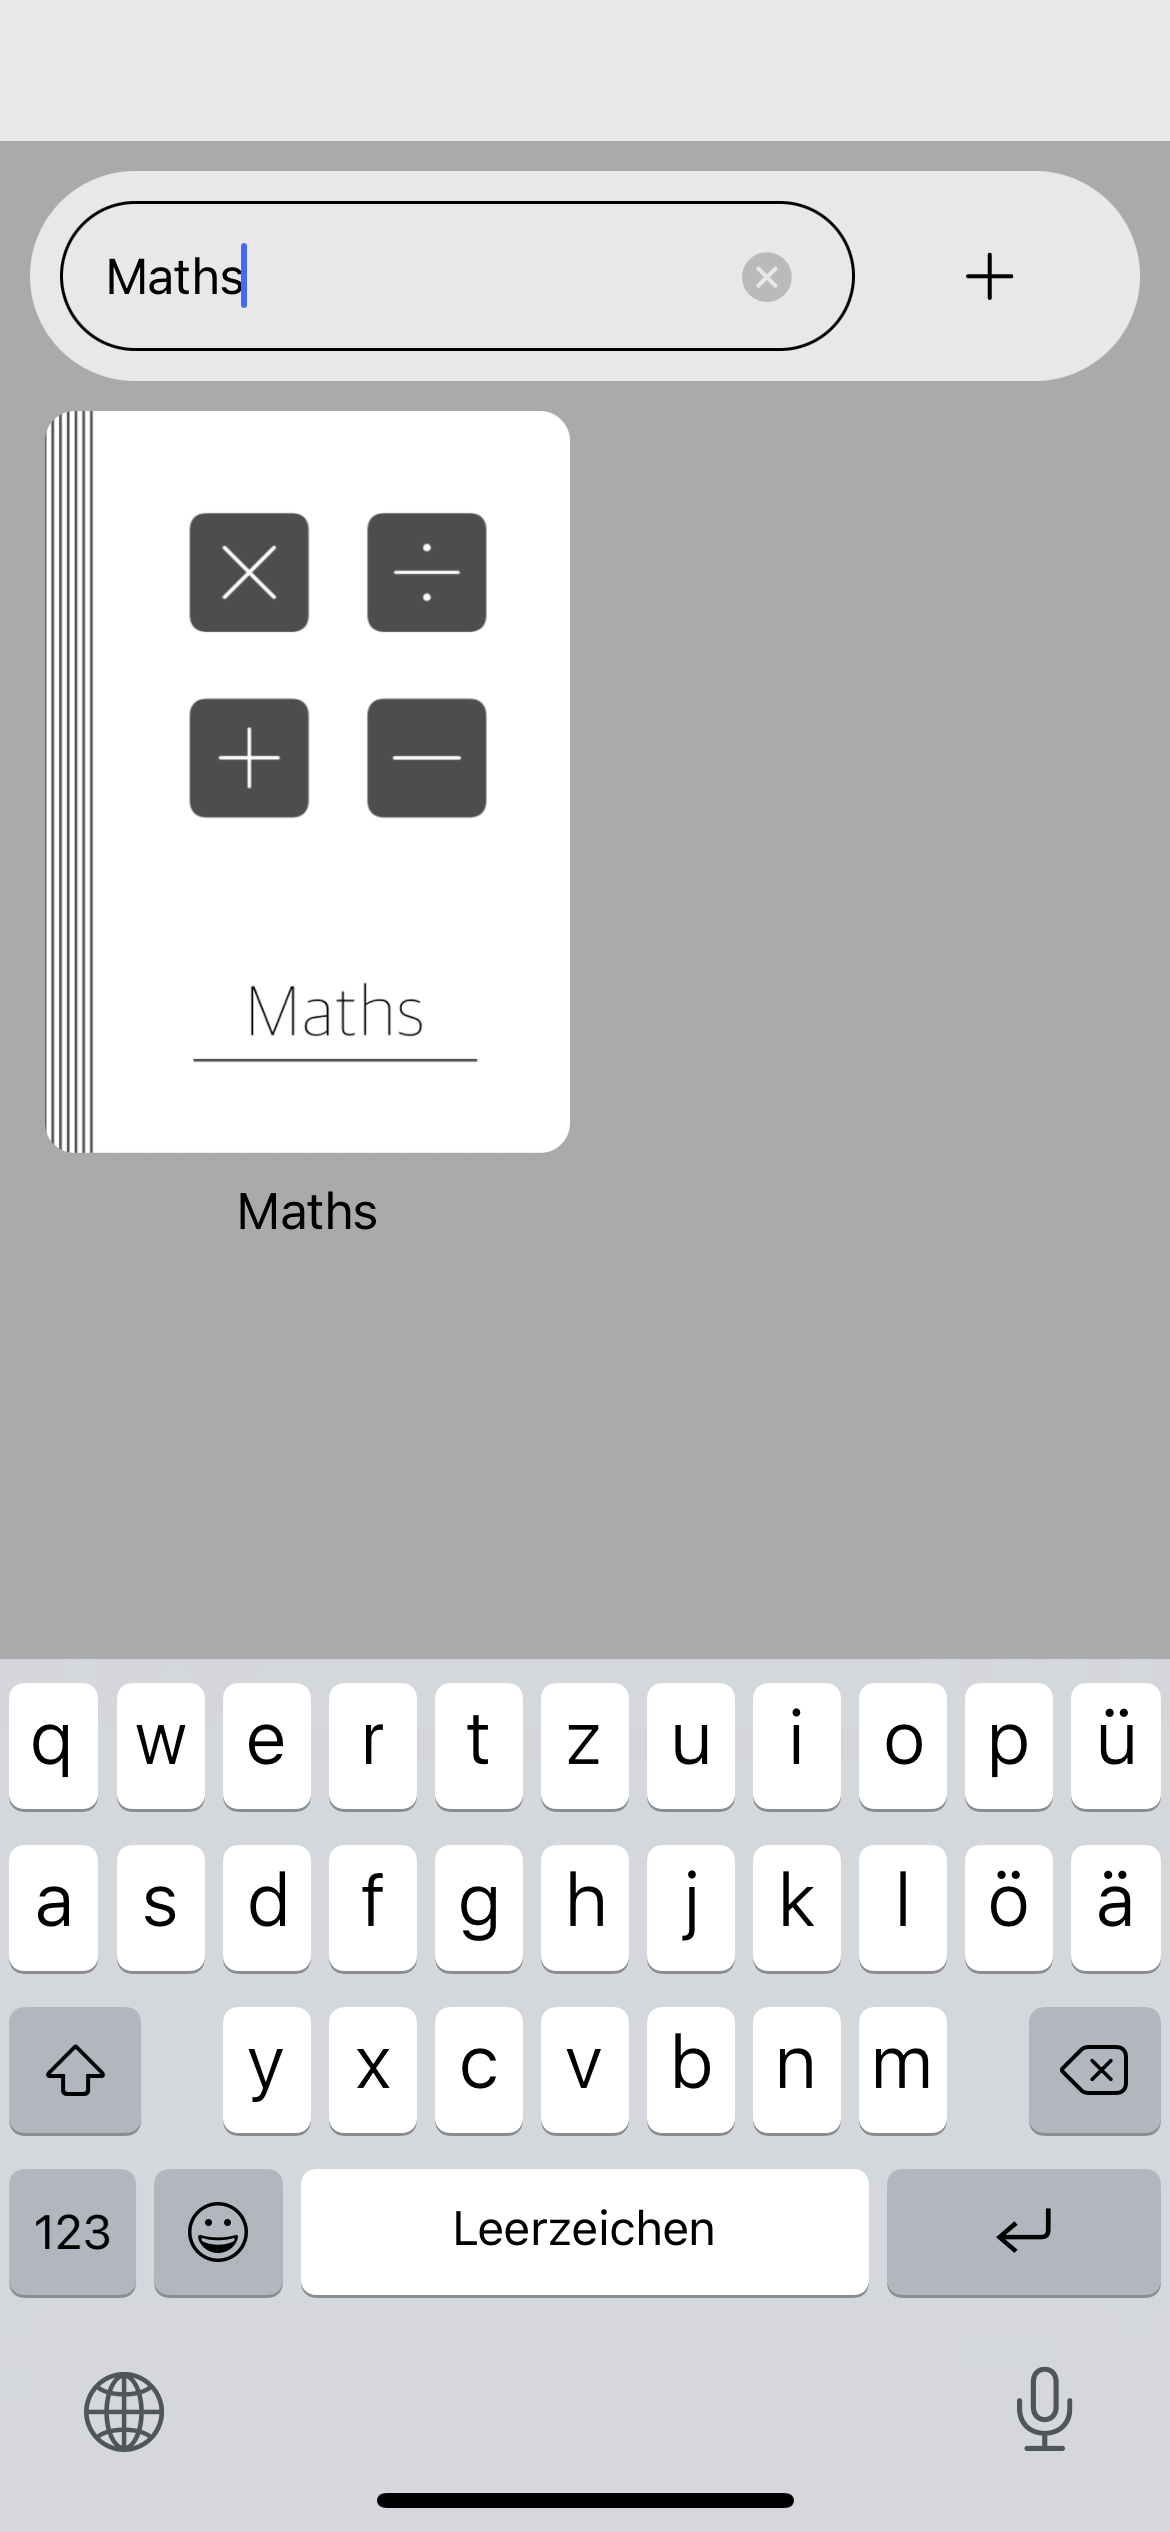 Maths
Maths
Maths
q w e r t z u i o p ü
a s d f g h j k l ö ä
y x c v b n m
123 Leerzeichen